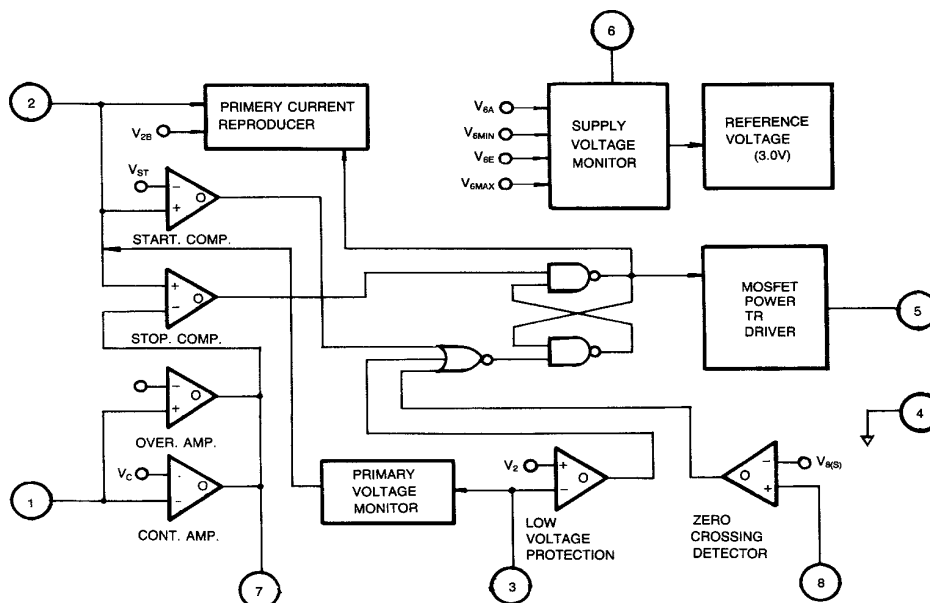 6
2
PRIMERY CURRENT
REPRODUCER
V2B
VST
−
+
O
START. COMP.
V6A
V6MIN
V6E
V6MAX
SUPPLY
VOLTAGE
MONITOR
REFERENCE
VOLTAGE
(3.0V)
+
−
O
STOP. COMP.
MOSFET
POWER
TR
DRIVER
5
4
−
+
O
OVER. AMP.
VC
-
−
O
CONT. AMP.
1
7
PRIMARY
VOLTAGE
MONITOR
V2
+
−
O
LOW
VOLTAGE
PROTECTION
3
−
+
O
V8(S)
ZERO
CROSSING
DETECTOR
8